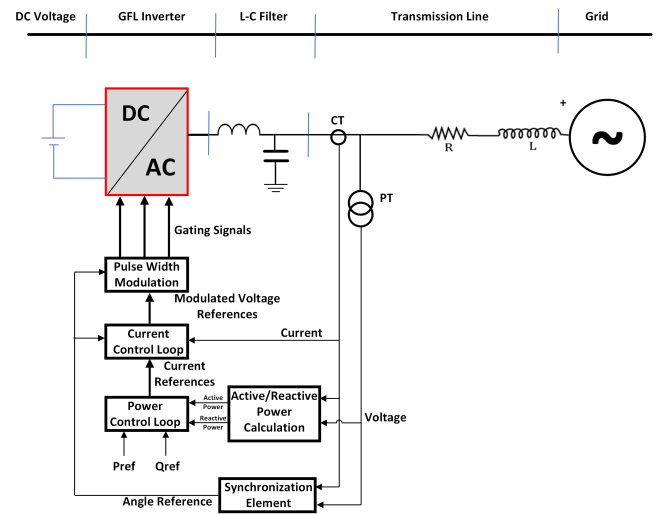 DC Voltage
GFL Inverter
L-C Filter
Transmission Line
Grid
DC
AC
CT
R
L
+
PT
Gating Signals
Pulse Width
Modulation
Modulated Voltage
References
Current
Control Loop
Current
Current
References
Power
Control Loop
Active
Power
Reactive
Power
Active/Reactive
Power
Calculation
Voltage
Pref
Qref
Synchronization
Element
Angle Reference